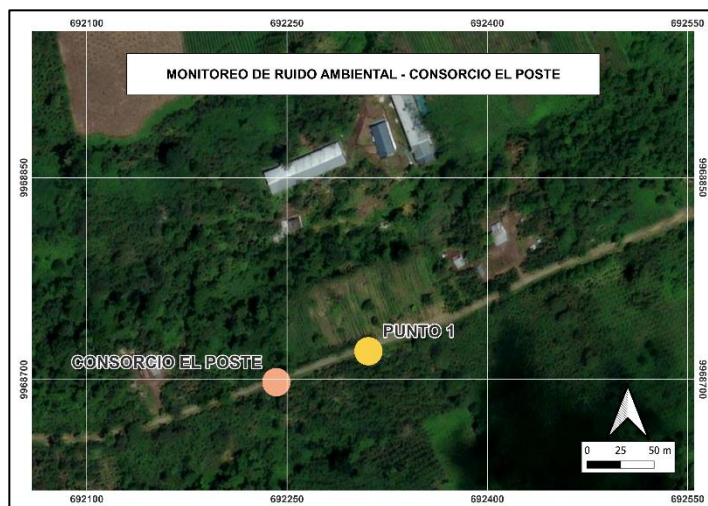 692100 692250 692400 692550
MONITOREO DE RUIDO AMBIENTAL - CONSORCIO EL POSTE
9968850 9968850
PUNTO 1
CONSORCIO EL POSTE
9968700 9968700
0 25 50 m
692100 692250 692400 692550